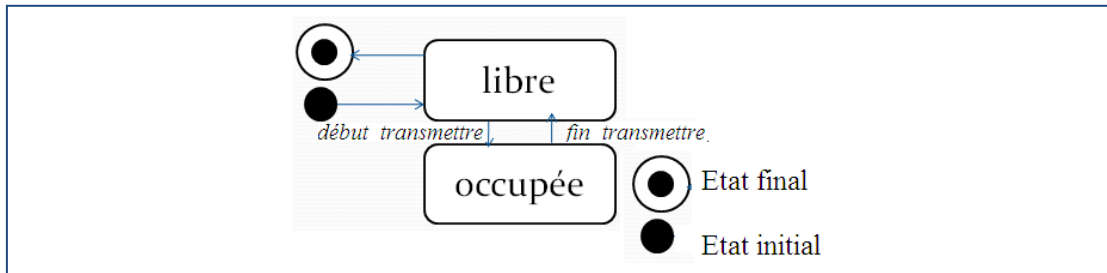 libre
début transmettre
fin transmettre.
occupée
Etat final
Etat initial